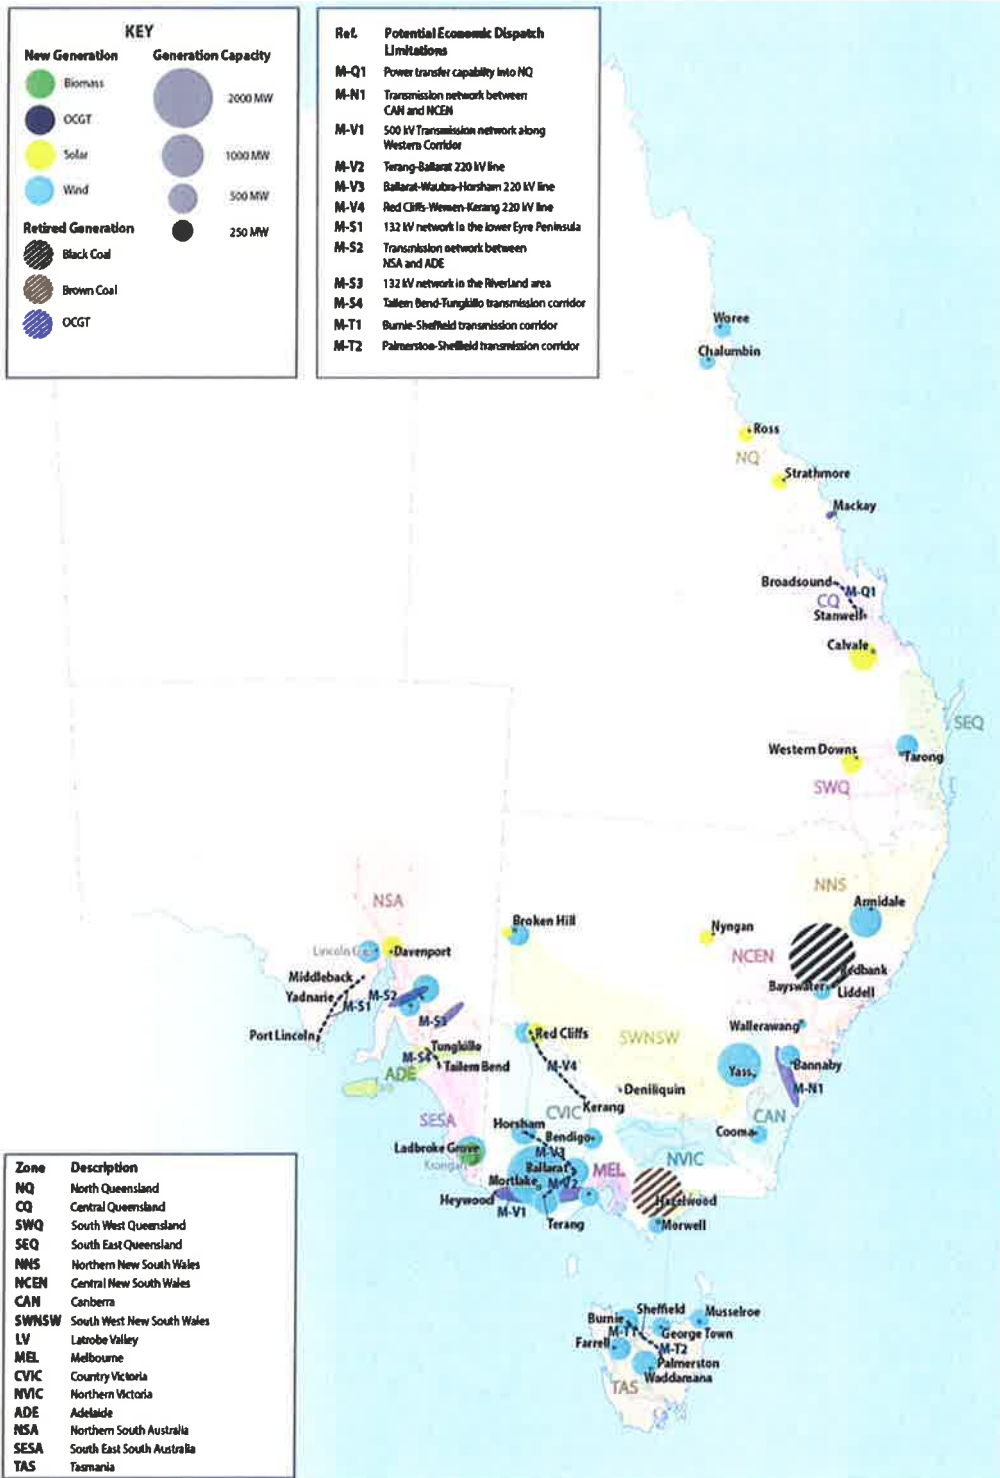 KEY
New Generation
Generation Capacity
Biomass
OCGT
Solar
Wind
2000 MW
1000 MW
500 MW
250 MW
Retired Generation
Black Coal
Brown Coal
OCGT
Ref. Potential Economic Dispatch
Limitations
M-Q1 Power transfer capability into NQ
M-N1 Transmission network between
CAN and NCEN
M-V1 500 kV Transmission network along
Western Corridor
M-V2 Terang-Ballarat 220 kV line
M-V3 Ballarat-Waubra-Horsham 220 kV line
M-V4 Red Cliffs-Wemen-Kerang 220 kV line
M-S1 132 kV network in the lower Eyre Peninsula
M-S2 Transmission network between
NSA and ADE
M-S3 132 kV network in the Riverland area
M-S4 Tailem Bend-Tungkillo transmission corridor
M-T1 Burnie-Sheffield transmission corridor
M-T2 Palmerston-Sheffield transmission corridor
Woree
Chalumbin
Ross
NQ
Strathmore
Mackay
Broadsound
M-Q1
CQ
Stanwell
Calvale
SEQ
Western Downs
Tarong
SWQ
NNS
Armidale
NSA
Broken Hill
Nyngan
Lincoln
Davenport
NCEN
Redbank
Middleback
Bayswater
Liddell
Yadnarie
M-S2
M-S1
M-S3
Wallerawang
Port Lincoln
Red Cliffs
SWNSW
Tungkillo
M-S4
Tailem Bend
M-V4
Yass
Bannaby
ADE
Deniliquin
M-N1
Kerang
CVIC
CAN
SESA
Horsham
Bendigo
Cooma
Ladbroke Grove
M-V3
NVIC
Ballarat
MEL
Mortlake
M-V2
Heywood
Hazelwood
M-V1
Terang
Morwell
Sheffield
Musselroe
Burnie
M-T1
George Town
Farrell
M-T2
Palmerston
Waddamana
TAS
Zone Description
NQ North Queensland
CQ Central Queensland
SWQ South West Queensland
SEQ South East Queensland
NNS Northern New South Wales
NCEN Central New South Wales
CAN Canberra
SWNSW South West New South Wales
LV Latrobe Valley
MEL Melbourne
CVIC Country Victoria
NVIC Northern Victoria
ADE Adelaide
NSA Northern South Australia
SESA South East South Australia
TAS Tasmania